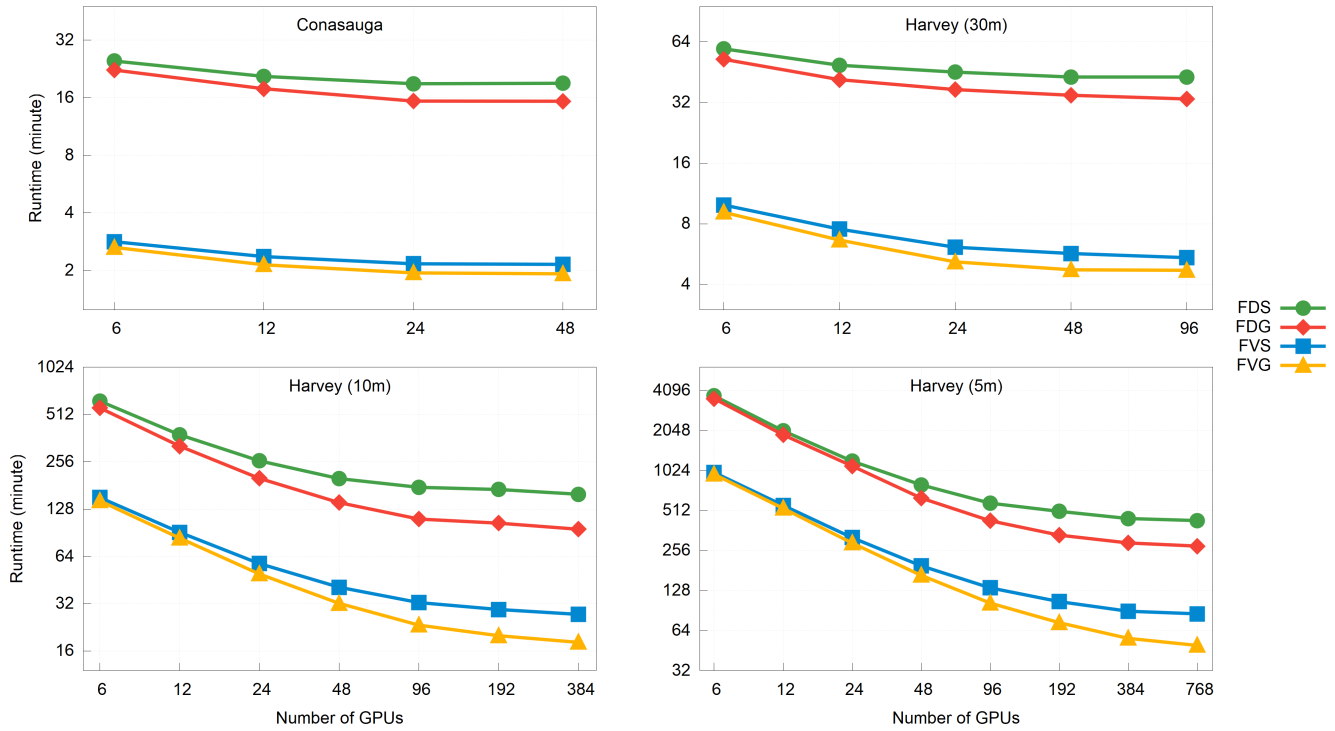 Conasauga
Runtime (minute)
32
16
8
4
2
6 12 24 48
Harvey (30m)
64
32
16
8
4
6 12 24 48 96
FDS
FDG
FVS
FVG
Harvey (10m)
Runtime (minute)
1024
512
256
128
64
32
16
6 12 24 48 96 192 384
Number of GPUs
Harvey (5m)
4096
2048
1024
512
256
128
64
32
6 12 24 48 96 192 384 768
Number of GPUs